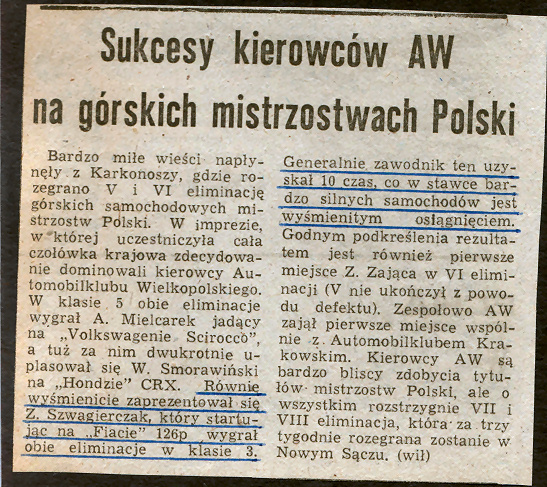 Sukcesy kierowców AW
na górskich mistrzostwach Polski
Bardzo miłe wieści napły-
nęły z Karkonoszy, gdzie ro-
zegrano V i VI eliminację
górskich samochodowych mi-
strzostw Polski. W imprezie,
w której uczestniczyła cała
czołówka krajowa zdecydowa-
nie dominowali kierowcy Au-
tomobilklubu Wielkopolskiego.
W klasie 5 obie eliminacje
wygrał A. Mielcarek jadący
na „Volkswagenie Scirocco”,
a tuż za nim dwukrotnie u-
plasował się W. Smorawiński
na „Hondzie” CRX. Równie
wyśmienicie zaprezentował się
Z. Szwagierczak, który startu-
jąc na „Fiacie” 126p wygrał
obie eliminacje w klasie 3.
Generalnie zawodnik ten uzy-
skał 10 czas, co w stawce bar-
dzo silnych samochodów jest
wyśmienitym osłągnięciem.
Godnym podkreślenia rezulta-
tem jest również pierwsze
miejsce Z. Zająca w VI elimi-
nacji (V nie ukończył z powo-
du defektu). Zespołowo AW
zajął pierwsze miejsce wspól-
nie z Automobilklubem Kra-
kowskim. Kierowcy AW są
bardzo bliscy zdobycia tytu-
łów mistrzostw Polski, ale o
wszystkim rozstrzygnie VII i
VIII eliminacja, która za trzy
tygodnie rozegrana zostanie w
Nowym Sączu. (wił)